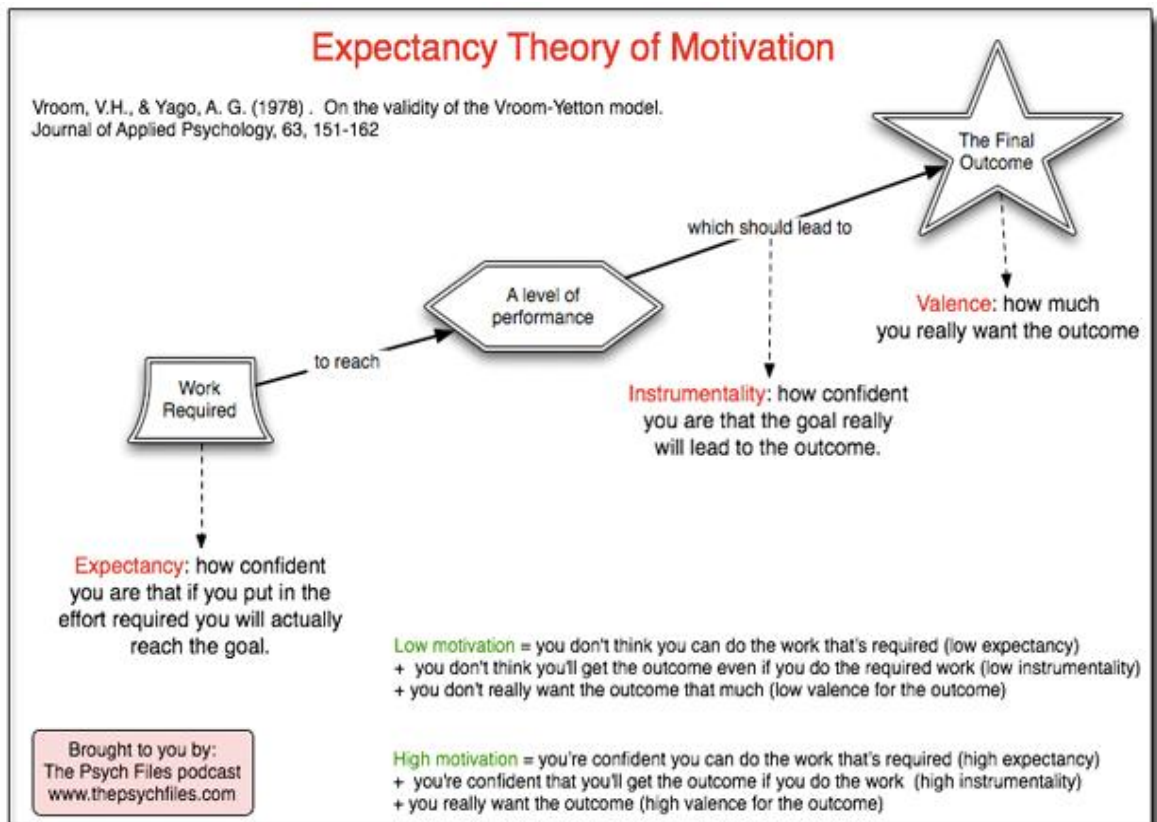 Expectancy Theory of Motivation
Vroom, V.H., & Yago, A. G. (1978) . On the validity of the Vroom-Yetton model.
Journal of Applied Psychology, 63, 151-162
The Final
Outcome
which should lead to
A level of
performance
Valence: how much
you really want the outcome
to reach
Work
Required
Instrumentality: how confident
you are that the goal really
will lead to the outcome.
Expectancy: how confident
you are that if you put in the
effort required you will actually
reach the goal.
Low motivation = you don't think you can do the work that's required (low expectancy)
+ you don't think you'll get the outcome even if you do the required work (low instrumentality)
+ you don't really want the outcome that much (low valence for the outcome)
Brought to you by:
The Psych Files podcast
www.thepsychfiles.com
High motivation = you're confident you can do the work that's required (high expectancy)
+ you're confident that you'll get the outcome if you do the work (high instrumentality)
+ you really want the outcome (high valence for the outcome)